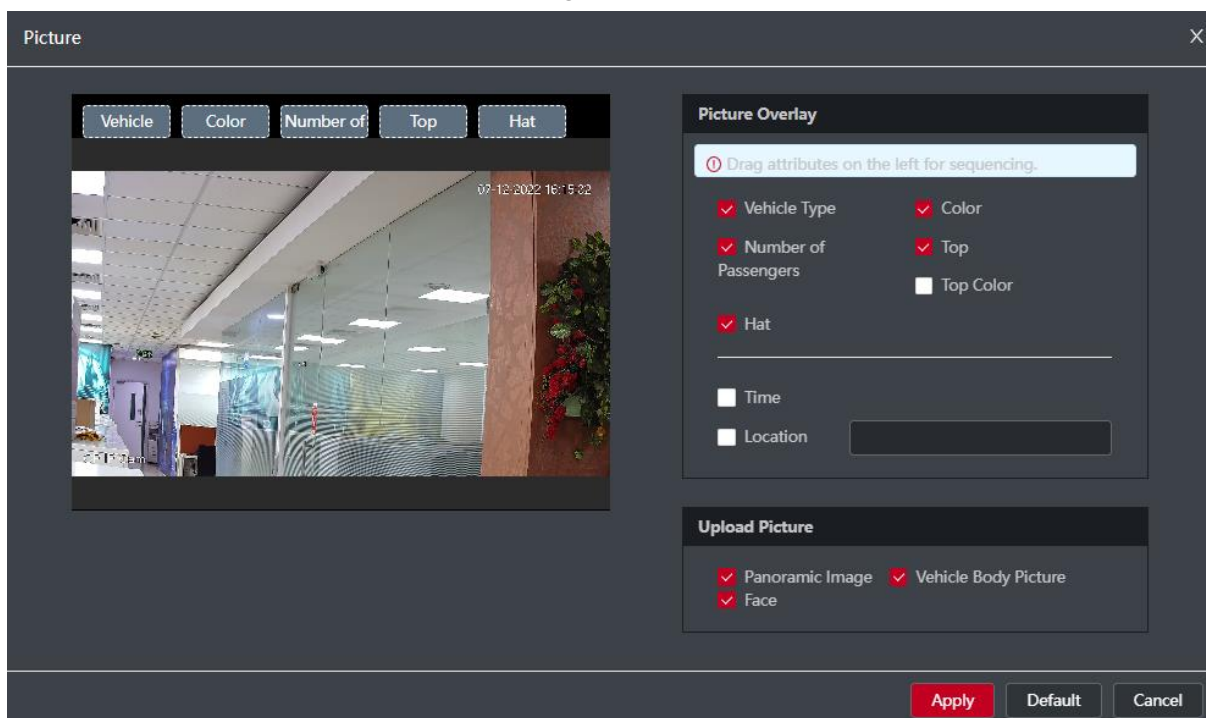 Picture
X
Vehicle Color Number of Top Hat
07-12-2022 16:15:32
Picture Overlay
Drag attributes on the left for sequencing.
Vehicle Type
Color
Number of
Passengers
Top
Top Color
Hat
Time
Location
Upload Picture
Panoramic Image Vehicle Body Picture
Face
Apply Default Cancel